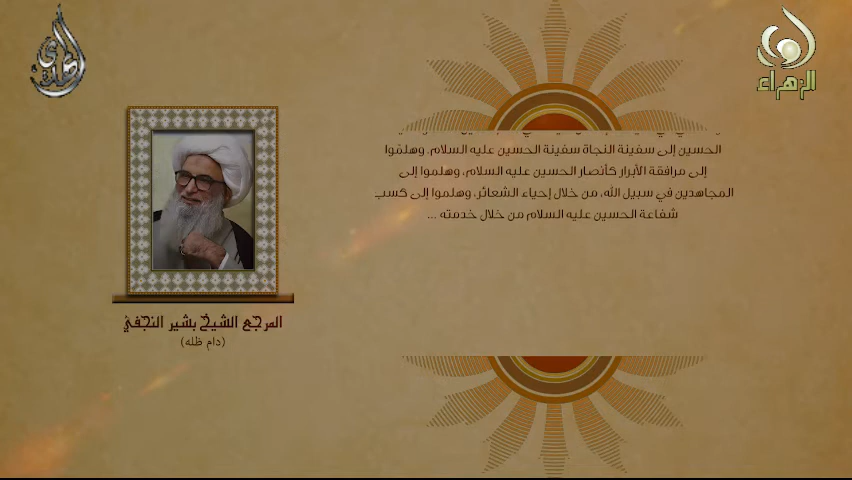 الزهراء
الحسين إلى سفينة النجاة سفينة الحسين عليه السلام، وهلمّوا
إلى مرافقة الأبرار كأنصار الحسين عليه السلام، وهلموا إلى
المجاهدين في سبيل الله، من خلال إحياء الشعائر، وهلموا إلى كسب
شفاعة الحسين عليه السلام من خلال خدمته ...
المرجع الشيخ بشير النجفي
(دام ظله)